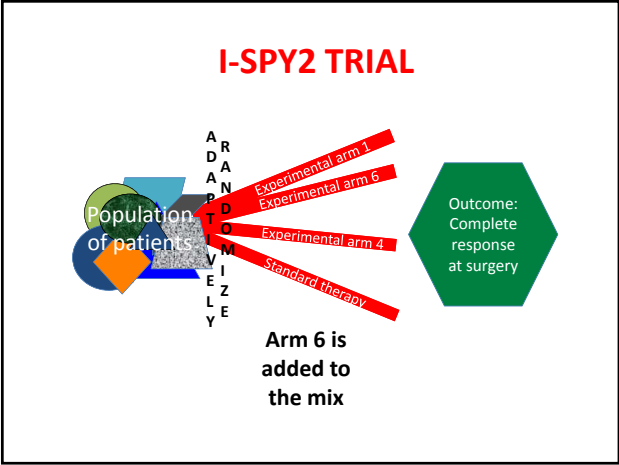 I-SPY2 TRIAL
Population
of patients
ADAPTIVELY
RANDOMIZE
Experimental arm 1
Experimental arm 6
Experimental arm 4
Standard therapy
Outcome:
Complete
response
at surgery
Arm 6 is
added to
the mix